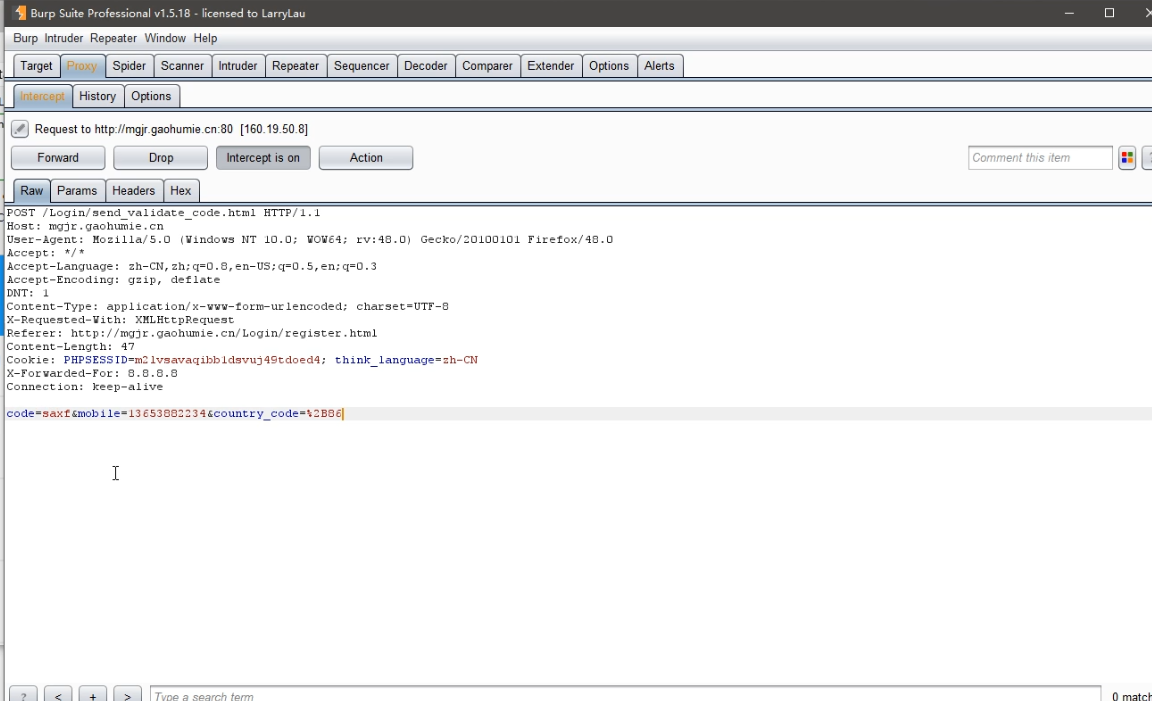 Burp Suite Professional v1.5.18 - licensed to LarryLau
Burp Intruder Repeater Window Help
Target Proxy Spider Scanner Intruder Repeater Sequencer Decoder Comparer Extender Options Alerts
Intercept History Options
Request to http://mgjr.gaohumie.cn:80 [160.19.50.8]
Forward Drop Intercept is on Action Comment this item ?
Raw Params Headers Hex
POST /Login/send_validate_code.html HTTP/1.1
Host: mgjr.gaohumie.cn
User-Agent: Mozilla/5.0 (Windows NT 10.0; WOW64; rv:48.0) Gecko/20100101 Firefox/48.0
Accept: */*
Accept-Language: zh-CN,zh;q=0.8,en-US;q=0.5,en;q=0.3
Accept-Encoding: gzip, deflate
DNT: 1
Content-Type: application/x-www-form-urlencoded; charset=UTF-8
X-Requested-With: XMLHttpRequest
Referer: http://mgjr.gaohumie.cn/Login/register.html
Content-Length: 47
Cookie: PHPSESSID=m2lvsavaqibbldsvuj49tdoed4; think_language=zh-CN
X-Forwarded-For: 8.8.8.8
Connection: keep-alive
code=saxf&mobile=13653882234&country_code=%2B86
? < + > Type a search term 0 match